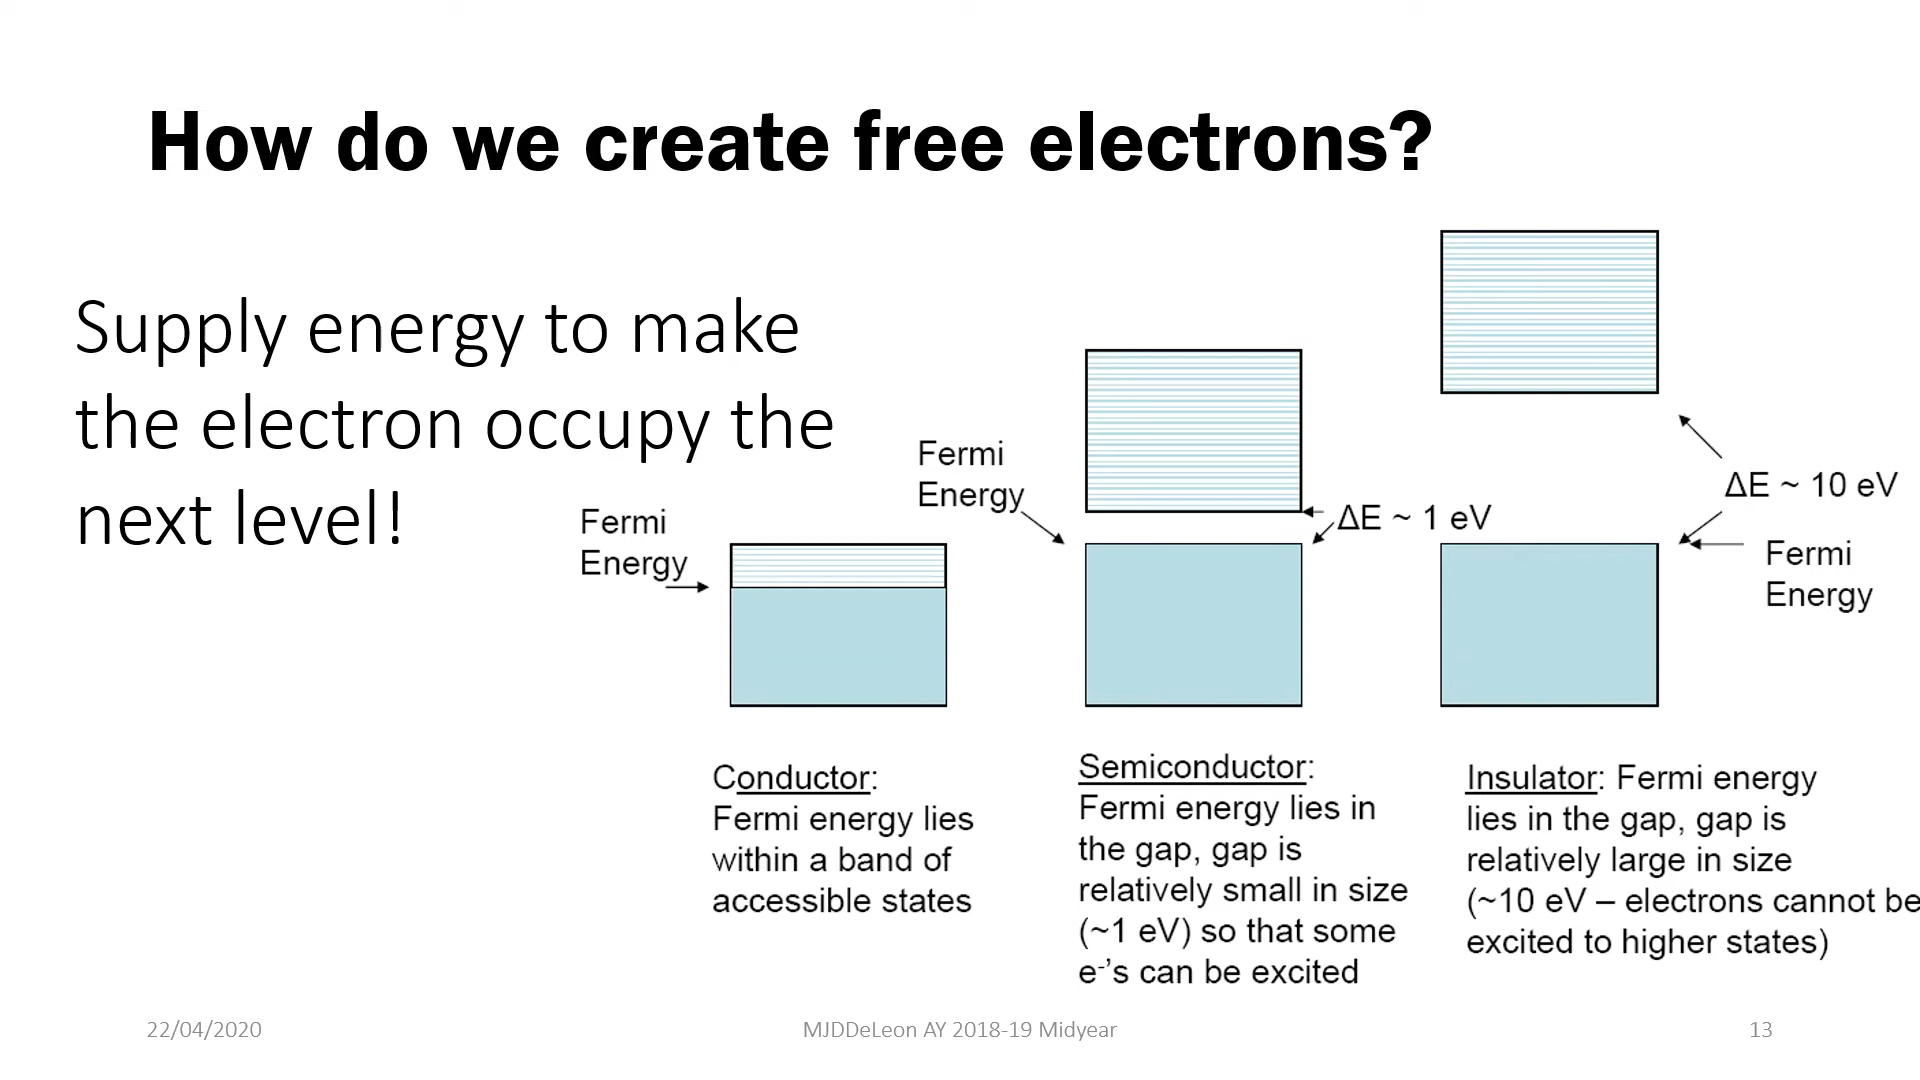 How do we create free electrons?
Supply energy to make
the electron occupy the
next level!
Fermi
Energy
Fermi
Energy
ΔE ~ 1 eV
ΔE ~ 10 eV
Fermi
Energy
Conductor:
Fermi energy lies
within a band of
accessible states
Semiconductor:
Fermi energy lies in
the gap, gap is
relatively small in size
(~1 eV) so that some
e-'s can be excited
Insulator: Fermi energy
lies in the gap, gap is
relatively large in size
(~10 eV – electrons cannot be
excited to higher states)
22/04/2020
MJDDeLeon AY 2018-19 Midyear
13